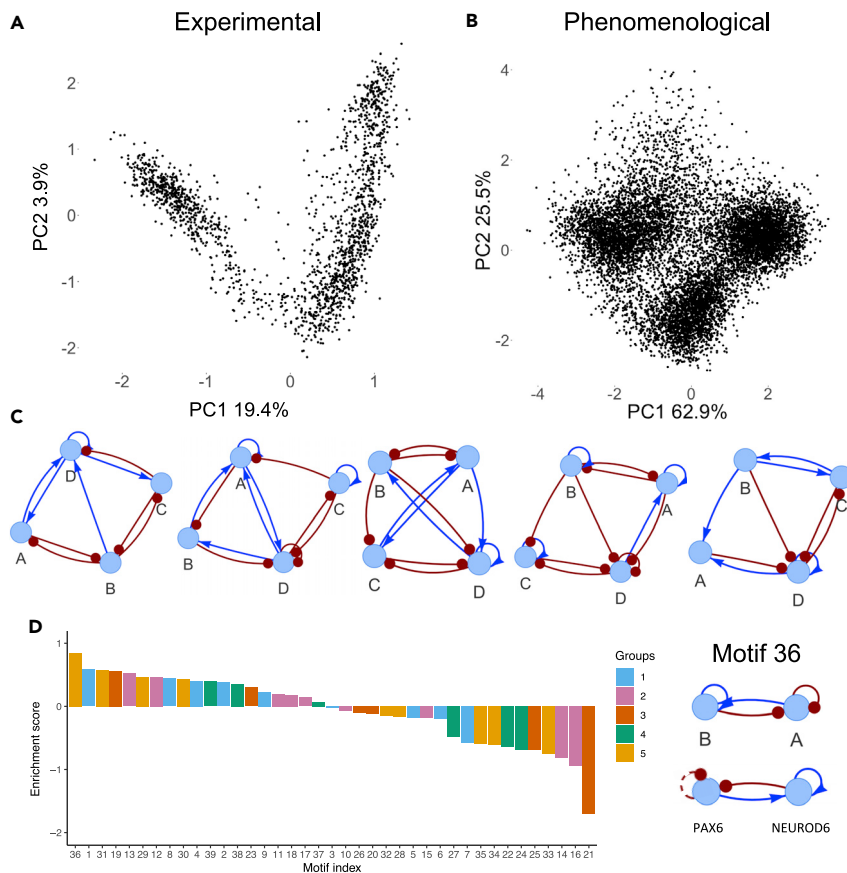 A Experimental
B Phenomenological
2
1
0
-1
-2
PC2 3.9%
-2 -1 0 1
PC1 19.4%
4
2
0
-2
PC2 25.5%
-4 -2 0 2
PC1 62.9%
C
D
C
A
B
A
C
B
D
B
A
C
D
B
A
C
D
B
C
A
D
D
1
0
-1
-2
Enrichment score
36 1 31 19 13 29 12 8 30 4 39 2 38 23 9 11 18 17 37 3 10 26 20 32 28 5 15 6 27 7 35 34 22 24 25 33 14 16 21
Motif index
Groups
1
2
3
4
5
Motif 36
B A
PAX6 NEUROD6